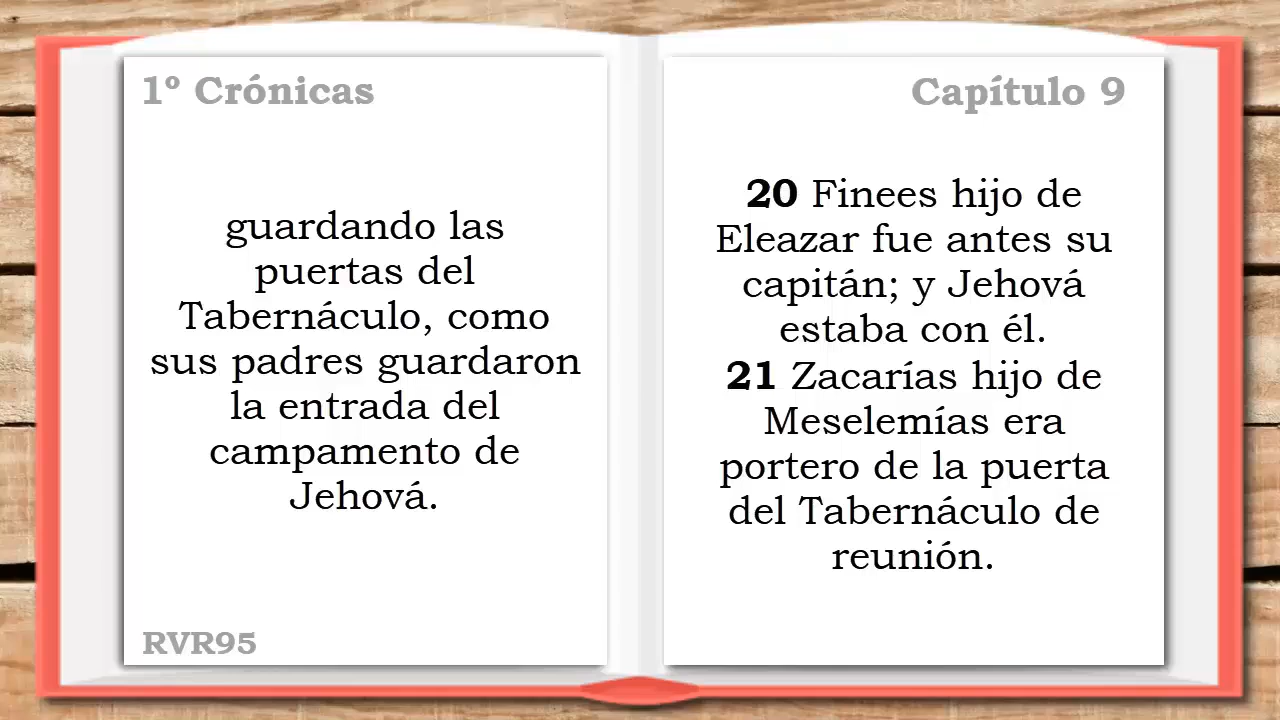 1º Crónicas
guardando las
puertas del
Tabernáculo, como
sus padres guardaron
la entrada del
campamento de
Jehová.
RVR95
Capítulo 9
20 Finees hijo de
Eleazar fue antes su
capitán; y Jehová
estaba con él.
21 Zacarías hijo de
Meselemías era
portero de la puerta
del Tabernáculo de
reunión.